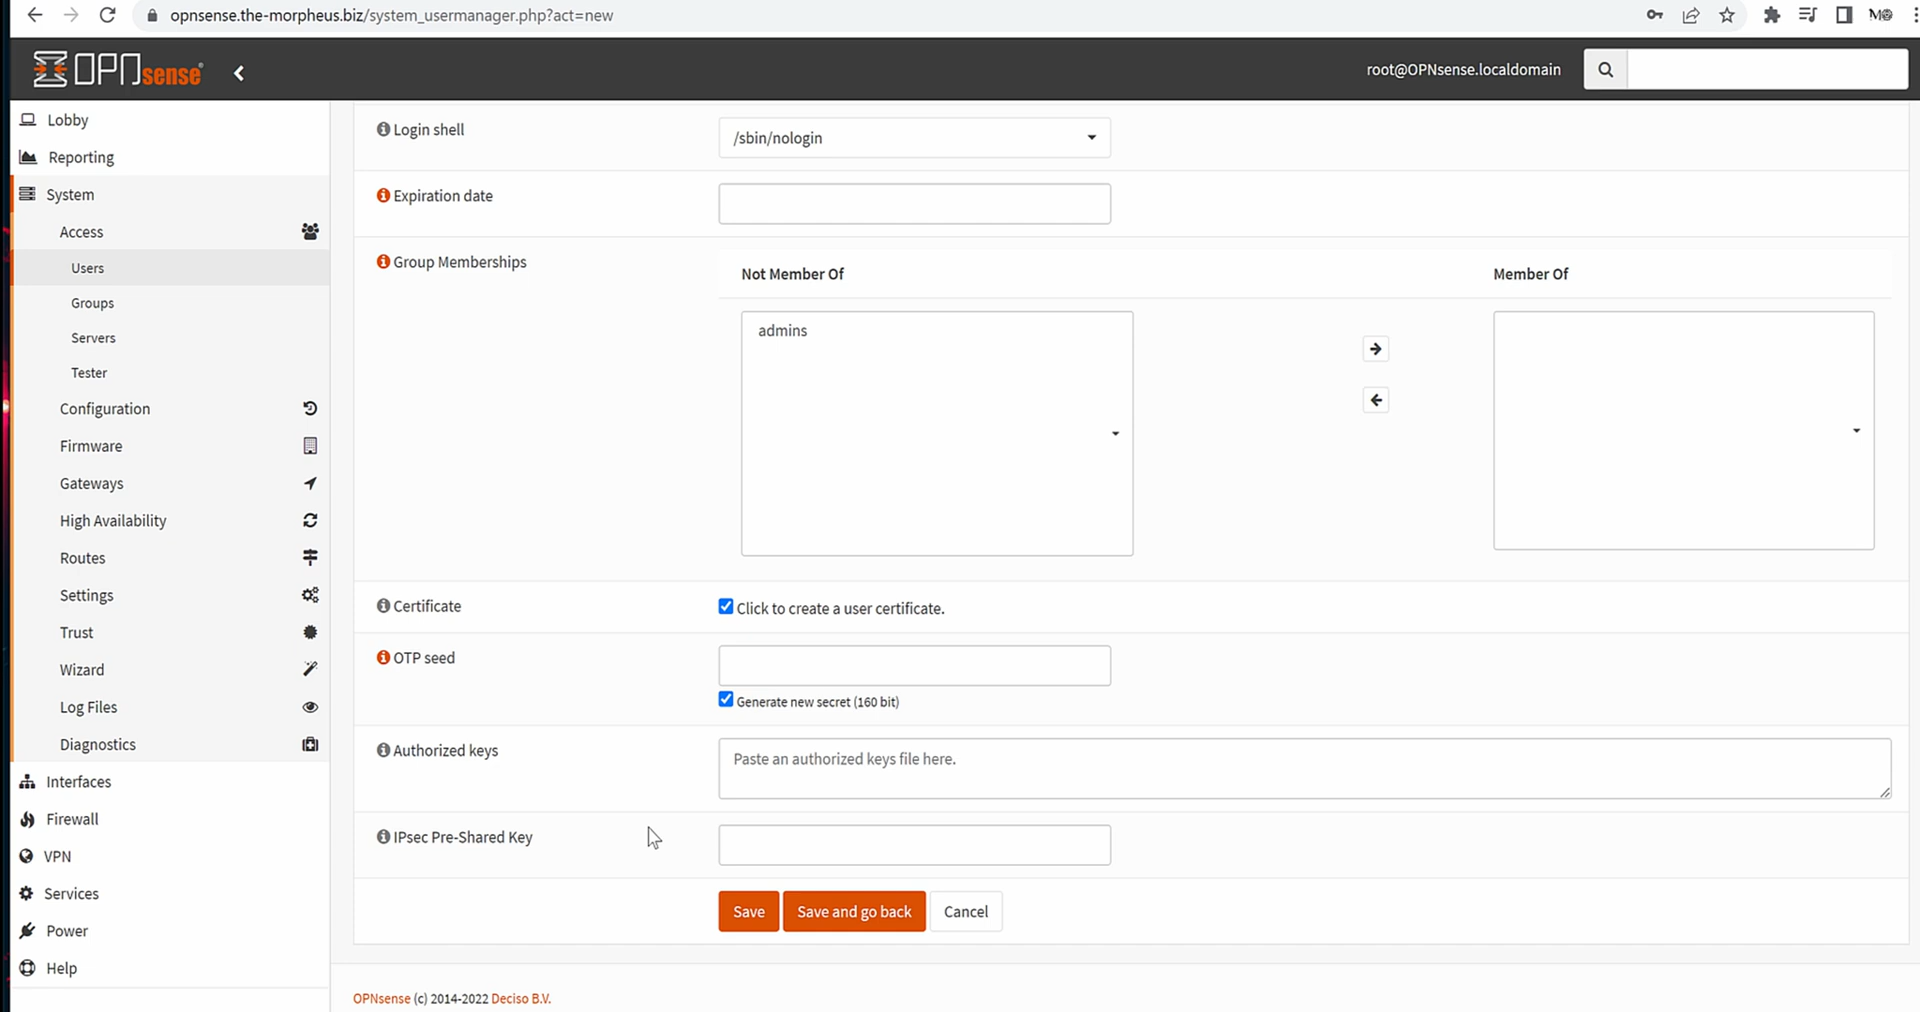 opnsense.the-morpheus.biz/system_usermanager.php?act=new
OPNsense
root@OPNsense.localdomain
Lobby
Reporting
System
Access
Users
Groups
Servers
Tester
Configuration
Firmware
Gateways
High Availability
Routes
Settings
Trust
Wizard
Log Files
Diagnostics
Interfaces
Firewall
VPN
Services
Power
Help
Login shell
/sbin/nologin
Expiration date
Group Memberships
Not Member Of
Member Of
admins
Certificate
Click to create a user certificate.
OTP seed
Generate new secret (160 bit)
Authorized keys
Paste an authorized keys file here.
IPsec Pre-Shared Key
Save
Save and go back
Cancel
OPNsense (c) 2014-2022 Deciso B.V.